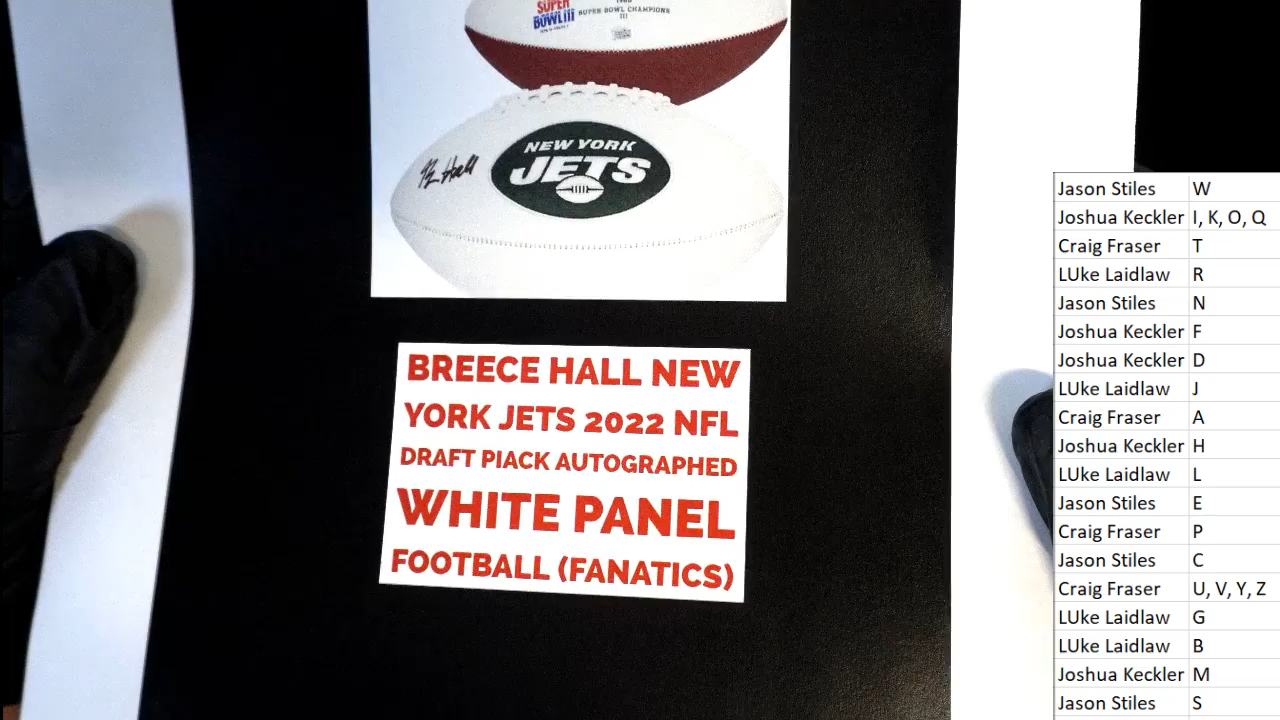 SUPER
BOWL III
SUPER BOWL CHAMPIONS
III
NEW YORK
JETS
BREECE HALL NEW
YORK JETS 2022 NFL
DRAFT PIACK AUTOGRAPHED
WHITE PANEL
FOOTBALL (FANATICS)
Jason Stiles W
Joshua Keckler I, K, O, Q
Craig Fraser T
LUke Laidlaw R
Jason Stiles N
Joshua Keckler F
Joshua Keckler D
LUke Laidlaw J
Craig Fraser A
Joshua Keckler H
LUke Laidlaw L
Jason Stiles E
Craig Fraser P
Jason Stiles C
Craig Fraser U, V, Y, Z
LUke Laidlaw G
LUke Laidlaw B
Joshua Keckler M
Jason Stiles S